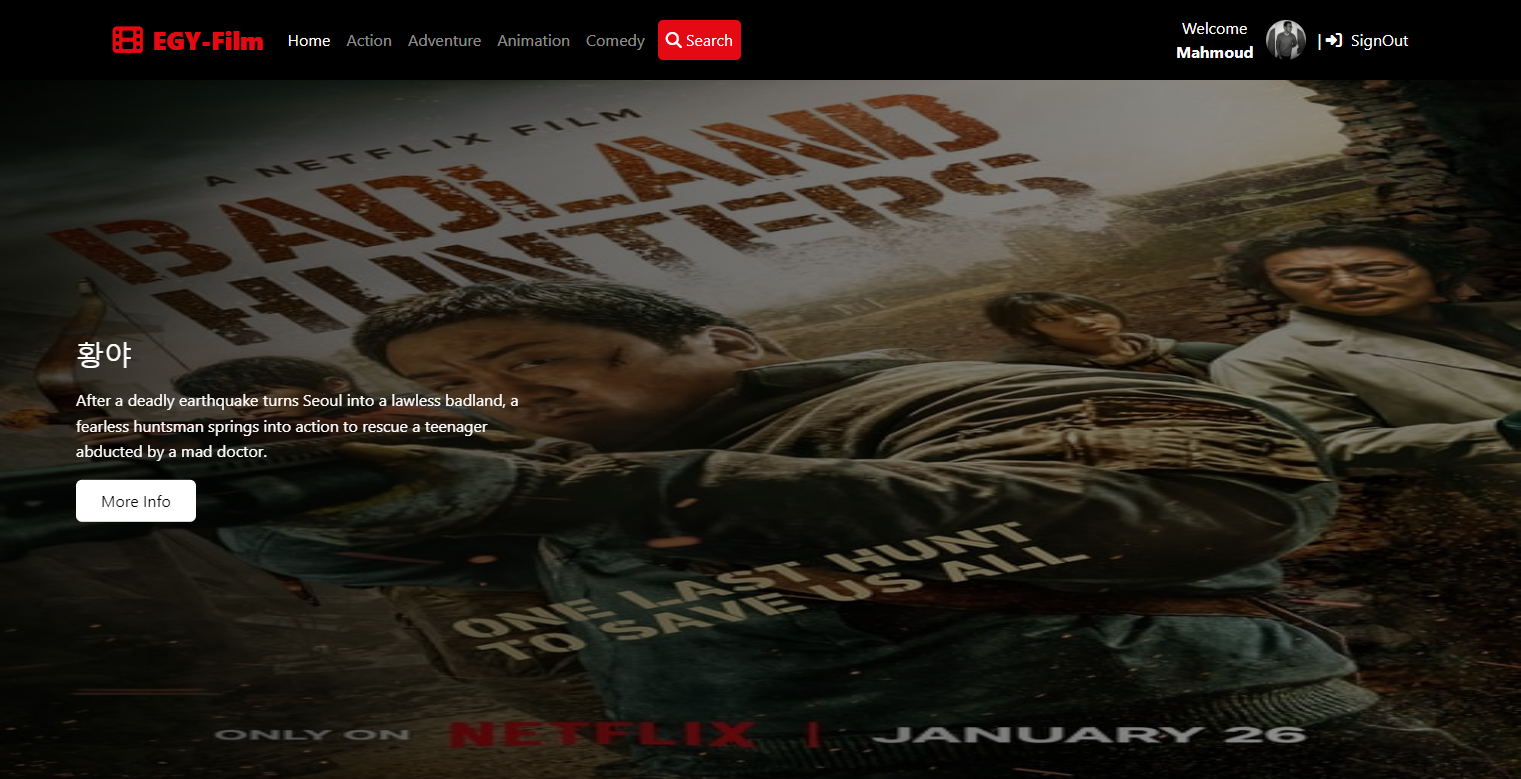 EGY-Film
Home Action Adventure Animation Comedy Search
Welcome
Mahmoud
| SignOut
A NETFLIX FILM
BADLAND
HUNTERS
황야
After a deadly earthquake turns Seoul into a lawless badland, a
fearless huntsman springs into action to rescue a teenager
abducted by a mad doctor.
More Info
ONE LAST HUNT
TO SAVE US ALL
ONLY ON NETFLIX | JANUARY 26